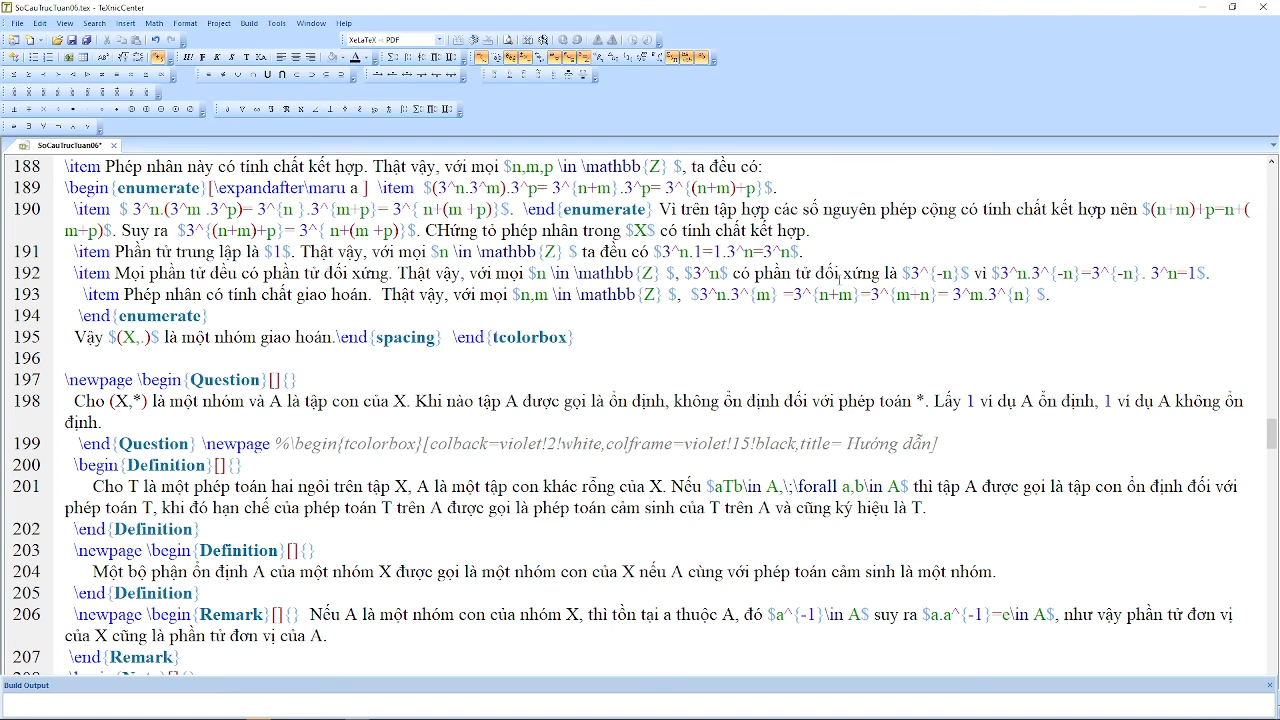 SoCauTrucTuan06.tex - TeXnicCenter
File Edit View Search Insert Math Format Project Build Tools Window Help
XeLaTeX ⇨ PDF
SoCauTrucTuan06*
188 \item Phép nhân này có tính chất kết hợp. Thật vậy, với mọi $n,m,p \in \mathbb{Z} $, ta đều có:
189 \begin{enumerate}[\expandafter\maru a ] \item $(3^n.3^m).3^p= 3^{n+m}.3^p= 3^{(n+m)+p}$.
190 \item $ 3^n.(3^m .3^p)= 3^{n }.3^{m+p}= 3^{ n+(m +p)}$. \end{enumerate} Vì trên tập hợp các số nguyên phép cộng có tính chất kết hợp nên $(n+m)+p=n+(
m+p)$. Suy ra $3^{(n+m)+p}= 3^{ n+(m +p)}$. CHứng tỏ phép nhân trong $X$ có tính chất kết hợp.
191 \item Phần tử trung lập là $1$. Thật vậy, với mọi $n \in \mathbb{Z} $ ta đều có $3^n.1=1.3^n=3^n$.
192 \item Mọi phần tử đều có phần tử đối xứng. Thật vậy, với mọi $n \in \mathbb{Z} $, $3^n$ có phần tử đối xứng là $3^{-n}$ vì $3^n.3^{-n}=3^{-n}. 3^n=1$.
193 \item Phép nhân có tính chất giao hoán. Thật vậy, với mọi $n,m \in \mathbb{Z} $, $3^n.3^{m} =3^{n+m}=3^{m+n}= 3^m.3^{n} $.
194 \end{enumerate}
195 Vậy $(X,.)$ là một nhóm giao hoán.\end{spacing} \end{tcolorbox}
196
197 \newpage \begin{Question}[]{}
198 Cho (X,*) là một nhóm và A là tập con của X. Khi nào tập A được gọi là ổn định, không ổn định đối với phép toán *. Lấy 1 ví dụ A ổn định, 1 ví dụ A không ổn
định.
199 \end{Question} \newpage %\begin{tcolorbox}[colback=violet!2!white,colframe=violet!15!black,title= Hướng dẫn]
200 \begin{Definition}[]{}
201 Cho T là một phép toán hai ngôi trên tập X, A là một tập con khác rỗng của X. Nếu $aTb\in A,\;\forall a,b\in A$ thì tập A được gọi là tập con ổn định đối với
phép toán T, khi đó hạn chế của phép toán T trên A được gọi là phép toán cảm sinh của T trên A và cũng ký hiệu là T.
202 \end{Definition}
203 \newpage \begin{Definition}[]{}
204 Một bộ phận ổn định A của một nhóm X được gọi là một nhóm con của X nếu A cùng với phép toán cảm sinh là một nhóm.
205 \end{Definition}
206 \newpage \begin{Remark}[]{} Nếu A là một nhóm con của nhóm X, thì tồn tại a thuộc A, đó $a^{-1}\in A$ suy ra $a.a^{-1}=e\in A$, như vậy phần tử đơn vị
của X cũng là phần tử đơn vị của A.
207 \end{Remark}
Build Output